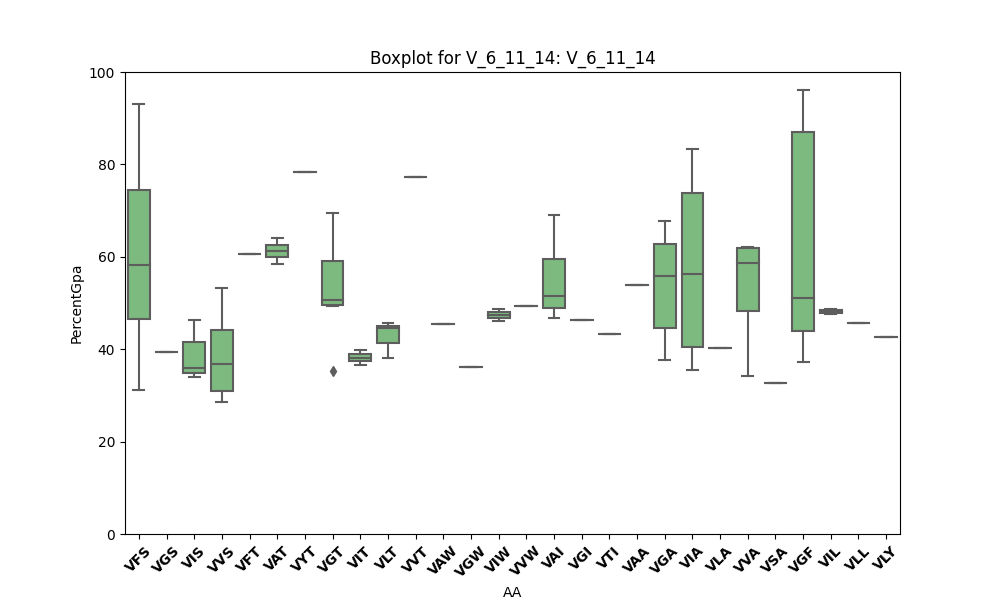 Boxplot for V_6_11_14: V_6_11_14
100
80
60
40
20
0
PercentGpa
VFS VGS VIS VVS VFT VAT VYT VGT VIT VLT VVT VAW VGW VIW VVW VAI VGI VTI VAA VGA VIA VLA VVA VSA VGF VIL VLL VLY
AA